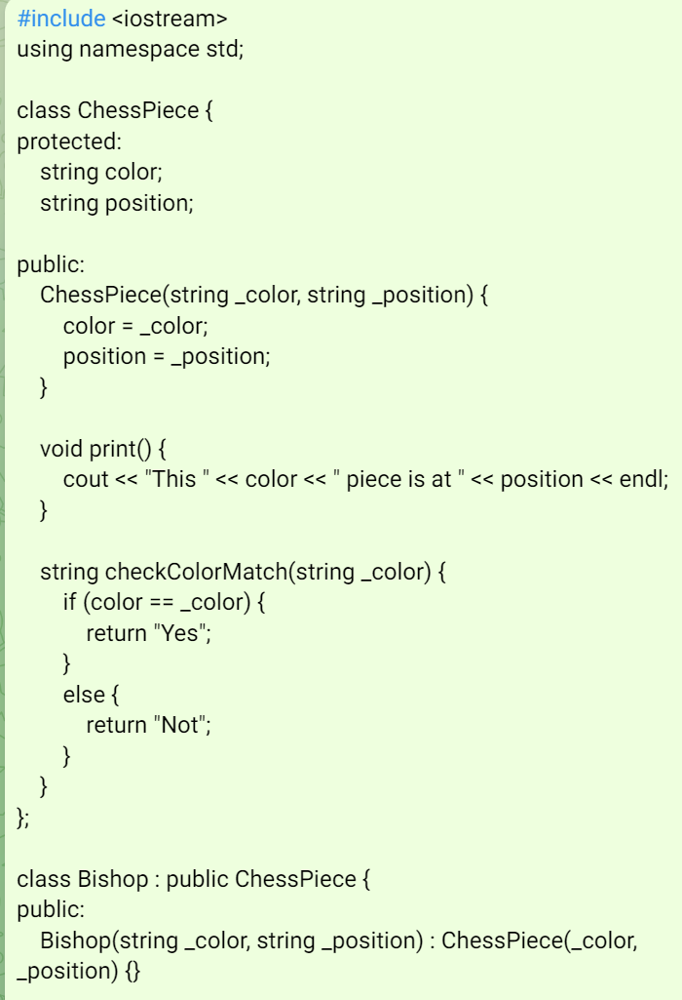 #include <iostream>
using namespace std;

class ChessPiece {
protected:
    string color;
    string position;

public:
    ChessPiece(string _color, string _position) {
        color = _color;
        position = _position;
    }

    void print() {
        cout << "This " << color << " piece is at " << position << endl;
    }

    string checkColorMatch(string _color) {
        if (color == _color) {
            return "Yes";
        }
        else {
            return "Not";
        }
    }
};

class Bishop : public ChessPiece {
public:
    Bishop(string _color, string _position) : ChessPiece(_color,
_position) {}